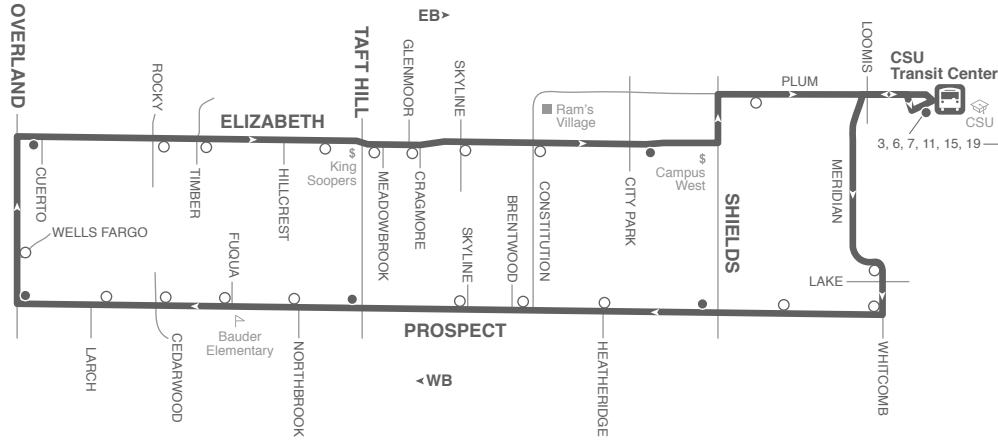 EB
OVERLAND
TAFT HILL
GLENMOOR
SKYLINE
LOOMIS
CSU
Transit Center
PLUM
ROCKY
ELIZABETH
Ram's
Village
CSU
3, 6, 7, 11, 15, 19
$
King
Soopers
$
Campus
West
CUERTO
TIMBER
HILLCREST
MEADOWBROOK
CRAGMORE
CONSTITUTION
CITY PARK
MERIDIAN
SHIELDS
WELLS FARGO
FUQUA
SKYLINE
BRENTWOOD
LAKE
PROSPECT
Bauder
Elementary
LARCH
CEDARWOOD
NORTHBROOK
HEATHERIDGE
WHITCOMB
WB